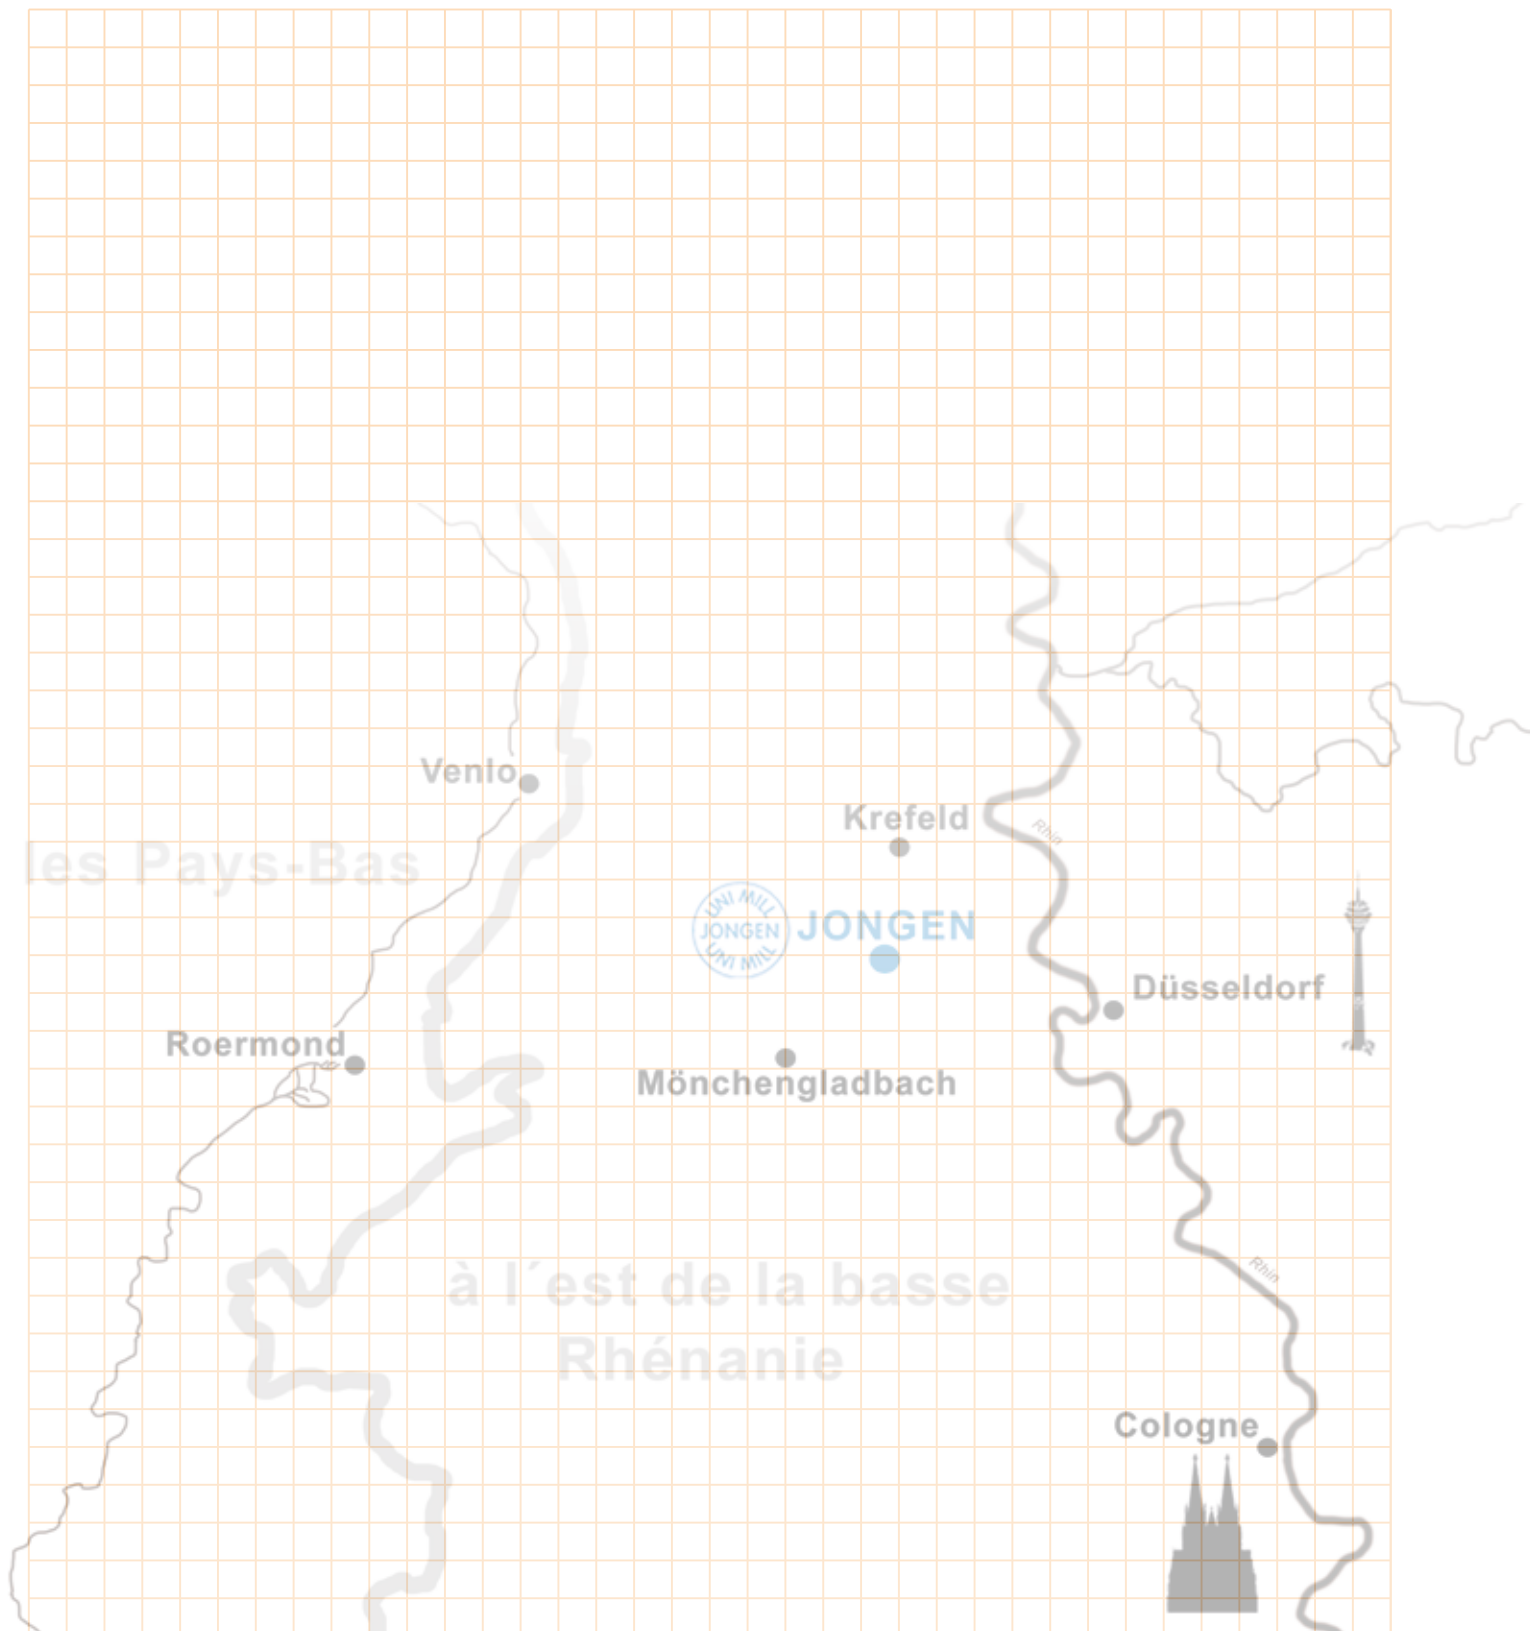 Venlo
Krefeld
Rhin
les Pays-Bas
UNI MILL
JONGEN
UNI MILL
JONGEN
Düsseldorf
Roermond
Mönchengladbach
Rhin
à l´est de la basse
Rhénanie
Cologne